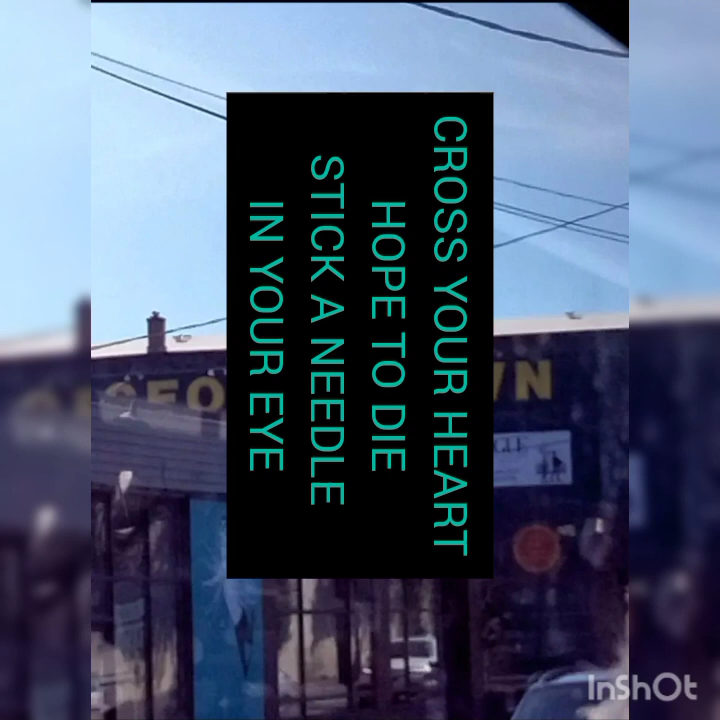 CROSS YOUR HEART
HOPE TO DIE
STICK A NEEDLE
IN YOUR EYE
InShOt